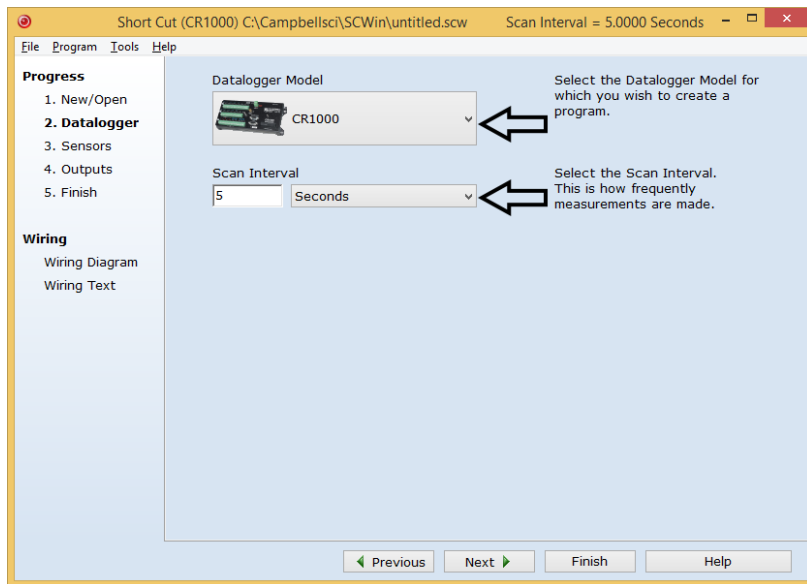 Short Cut (CR1000) C:\Campbellsci\SCWin\untitled.scw Scan Interval = 5.0000 Seconds
File Program Tools Help
Progress
1. New/Open
2. Datalogger
3. Sensors
4. Outputs
5. Finish
Wiring
Wiring Diagram
Wiring Text
Datalogger Model
CR1000
Select the Datalogger Model for
which you wish to create a
program.
Scan Interval
5 Seconds
Select the Scan Interval.
This is how frequently
measurements are made.
Previous Next Finish Help